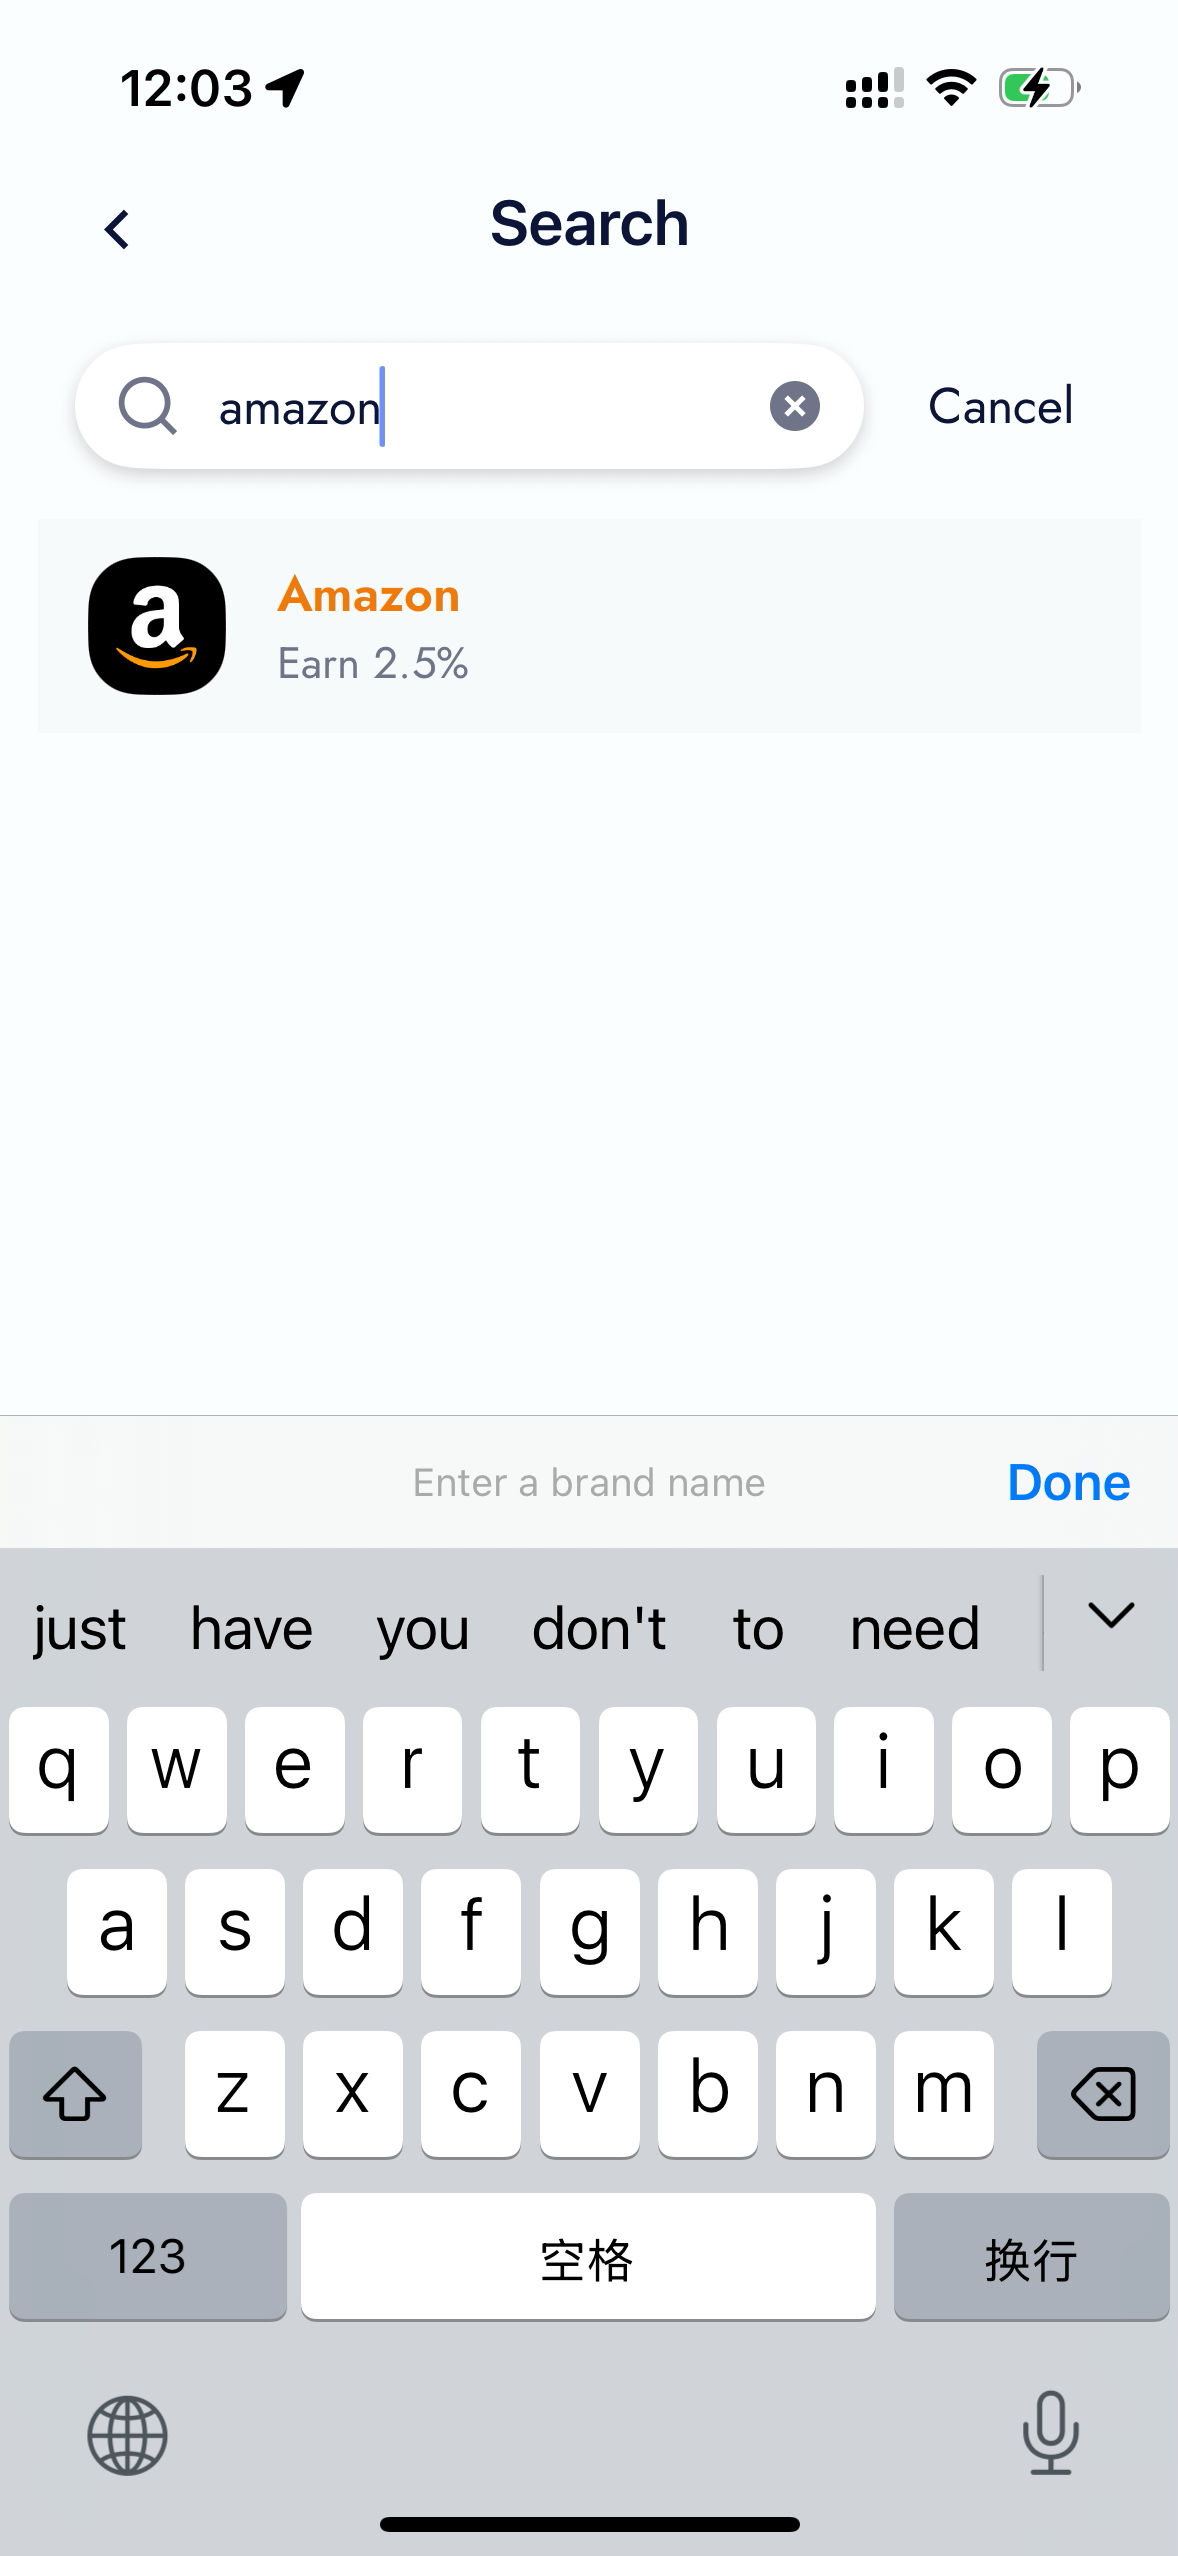 12:03
Search
amazon
Cancel
a
Amazon
Earn 2.5%
Enter a brand name
Done
just have you don't to need
q w e r t y u i o p
a s d f g h j k l
z x c v b n m
123 空格 换行